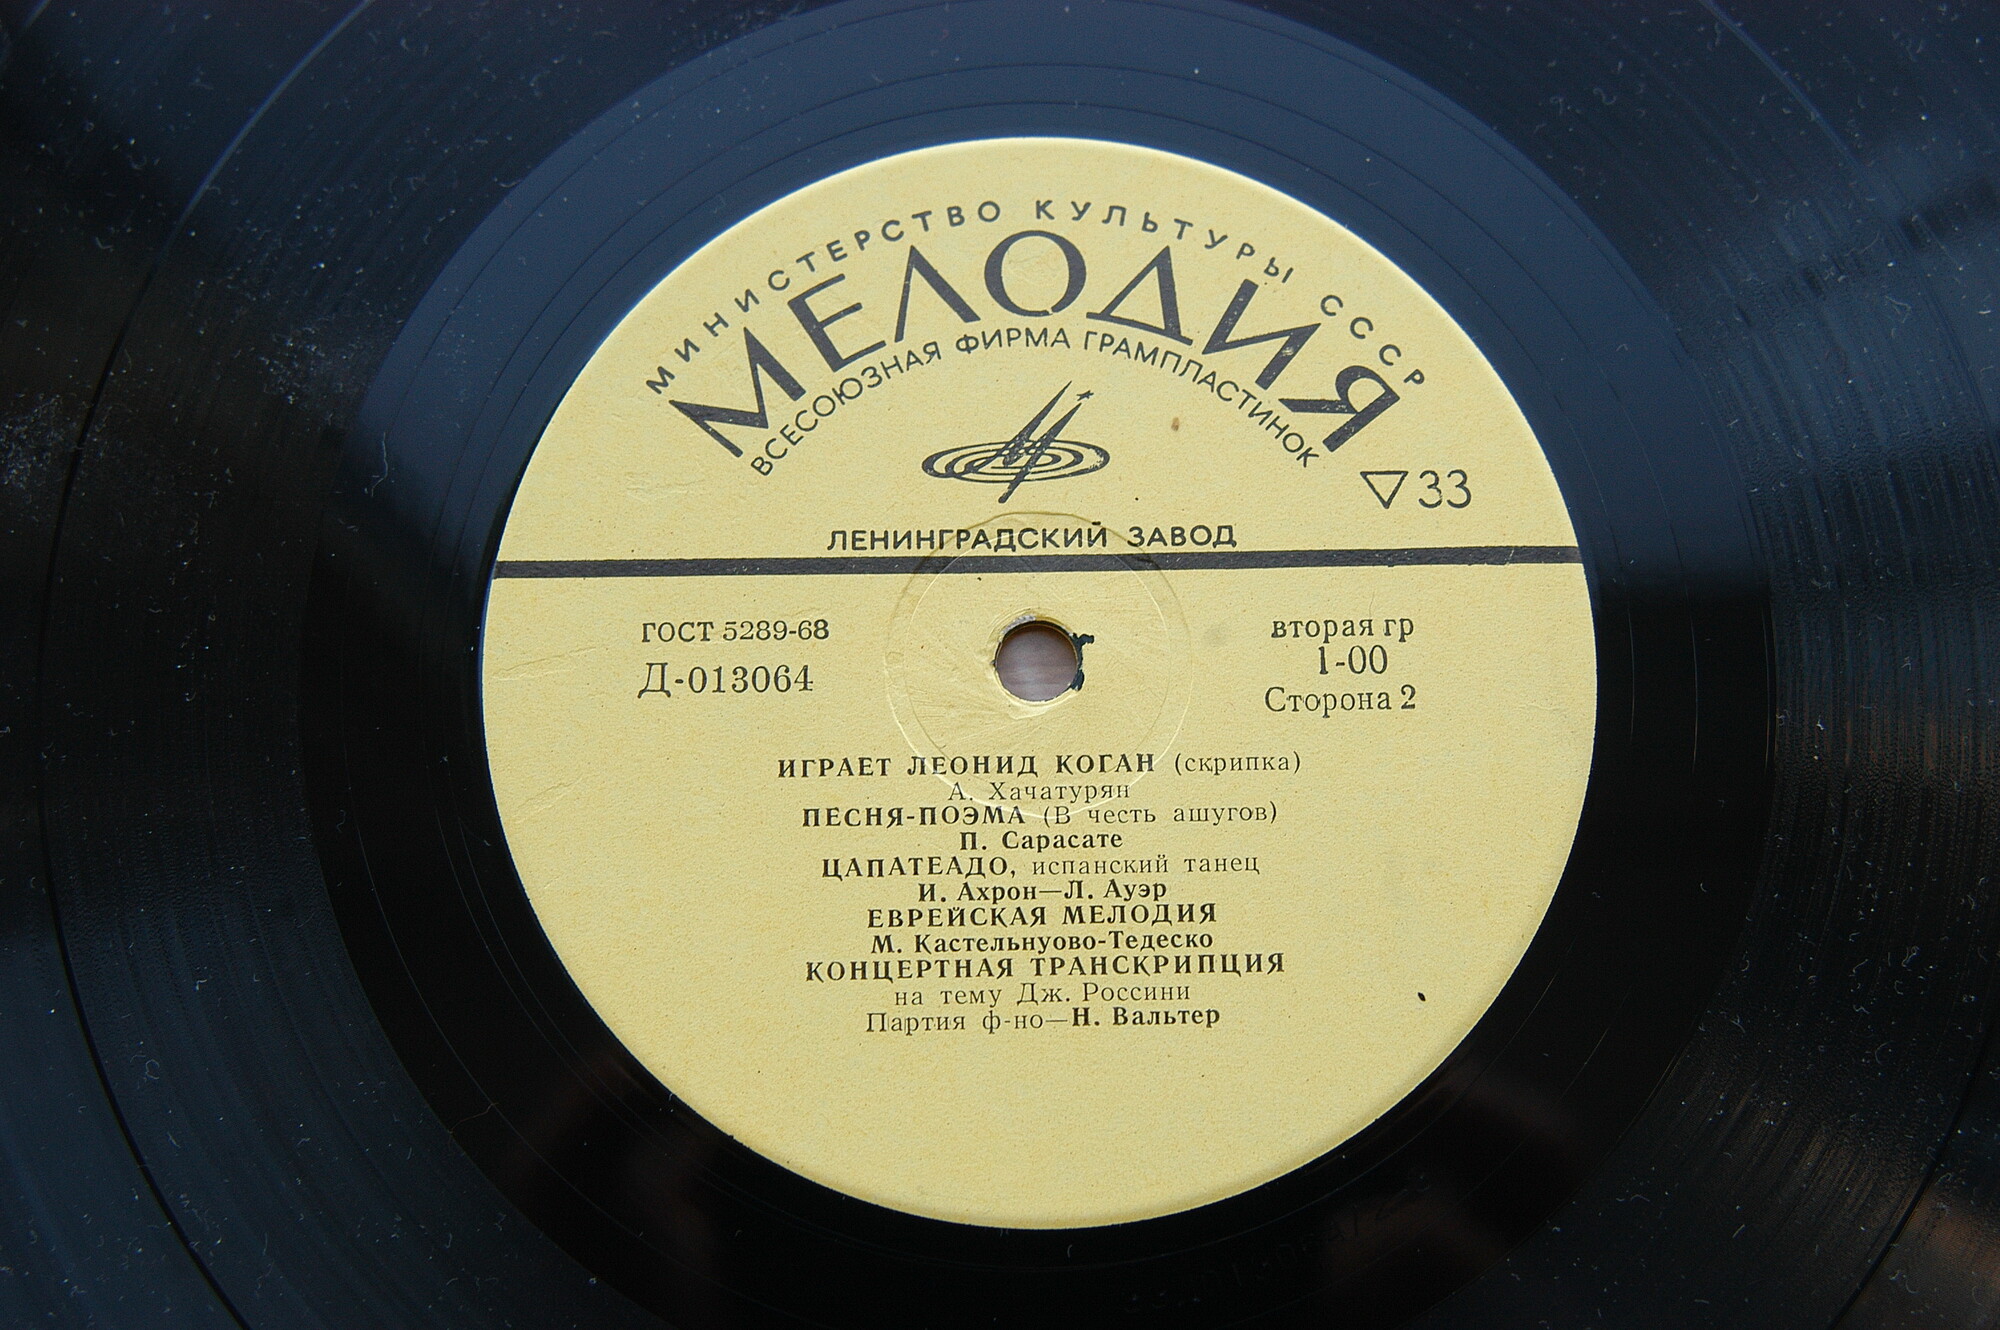 МИНИСТЕРСТВО КУЛЬТУРЫ СССР
МЕЛОДИЯ
ВСЕСОЮЗНАЯ ФИРМА ГРАМПЛАСТИНОК
▽33
ЛЕНИНГРАДСКИЙ ЗАВОД
ГОСТ 5289-68
Д-013064
вторая гр
1-00
Сторона 2
ИГРАЕТ ЛЕОНИД КОГАН (скрипка)
А. Хачатурян
ПЕСНЯ-ПОЭМА (В честь ашугов)
П. Сарасате
ЦАПАТЕАДО, испанский танец
И. Ахрон—Л. Ауэр
ЕВРЕЙСКАЯ МЕЛОДИЯ
М. Кастельнуово-Тедеско
КОНЦЕРТНАЯ ТРАНСКРИПЦИЯ
на тему Дж. Россини
Партия ф-но—Н. Вальтер